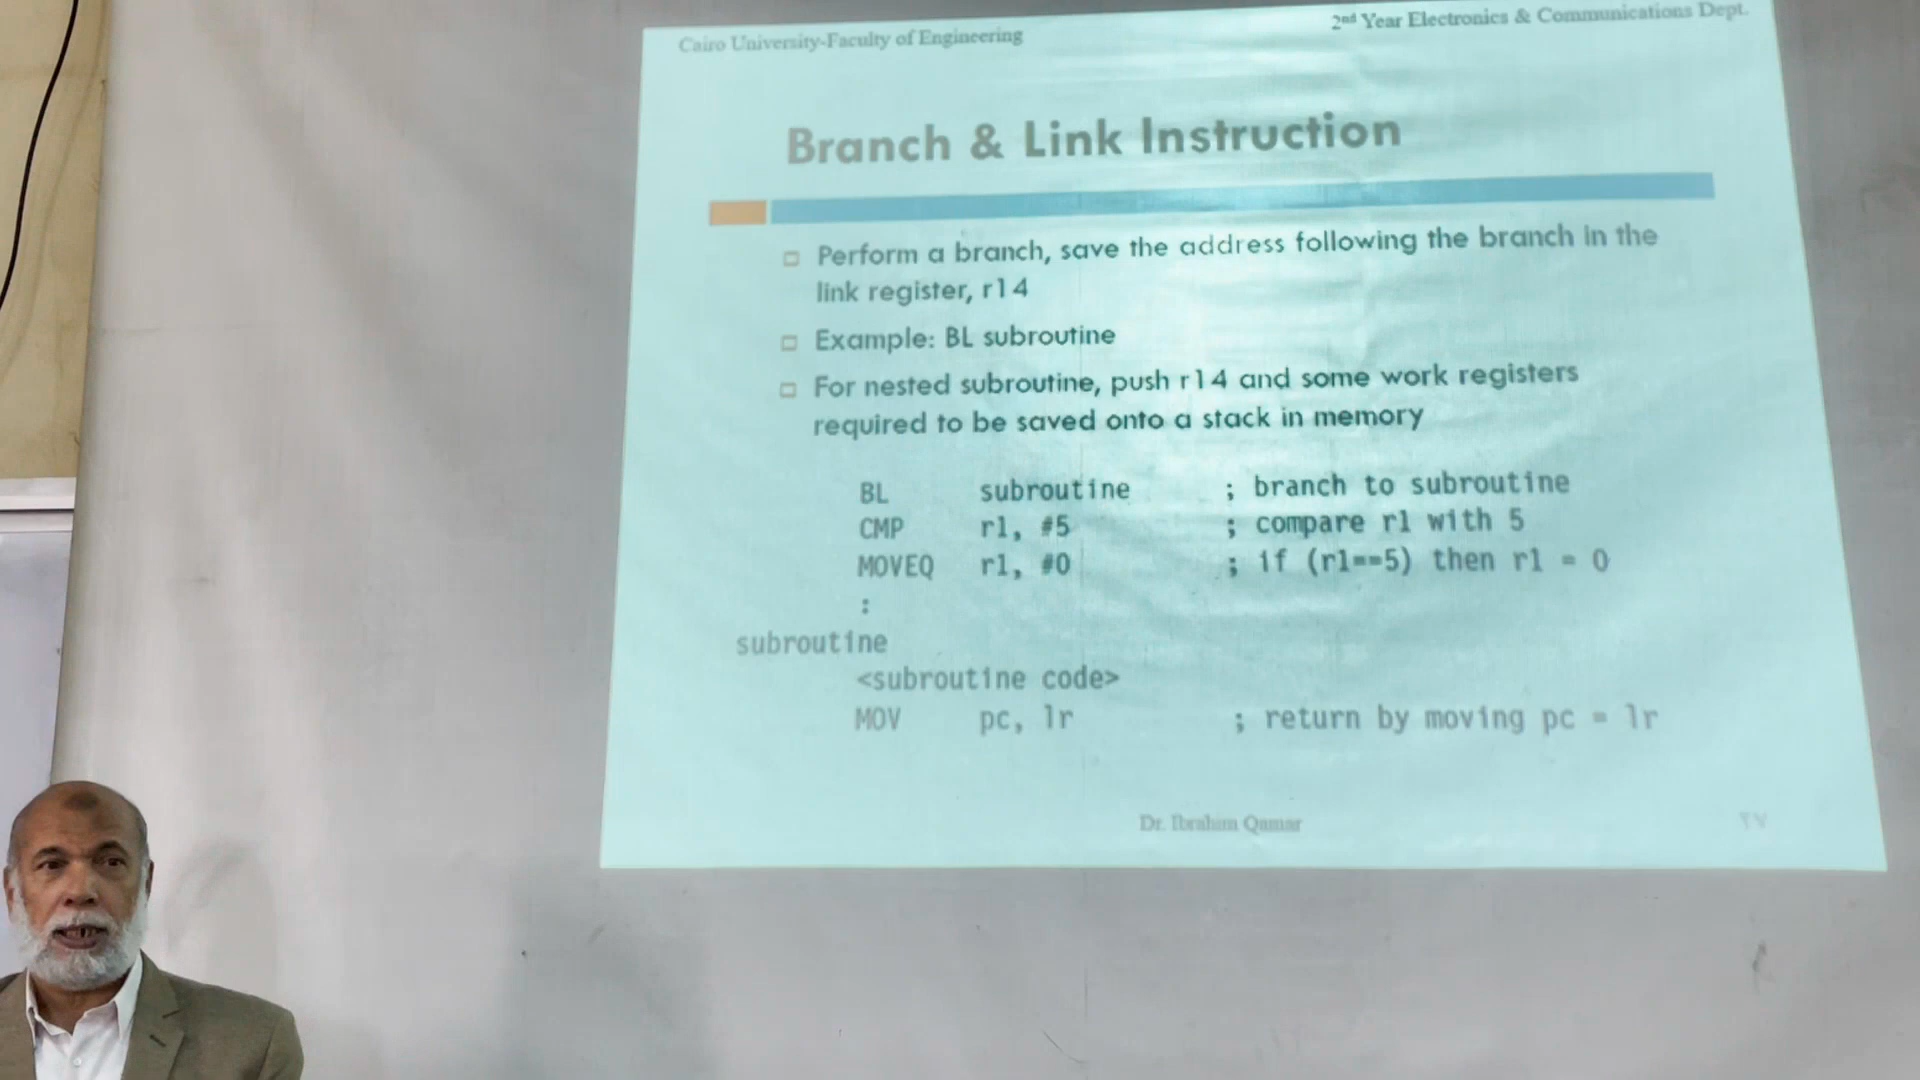 Cairo University-Faculty of Engineering
2nd Year Electronics & Communications Dept.
Branch & Link Instruction
Perform a branch, save the address following the branch in the
link register, r14
Example: BL subroutine
For nested subroutine, push r14 and some work registers
required to be saved onto a stack in memory
BL subroutine ; branch to subroutine
CMP r1, #5 ; compare r1 with 5
MOVEQ r1, #0 ; if (r1==5) then r1 = 0
:
subroutine
<subroutine code>
MOV pc, lr ; return by moving pc = lr
Dr. Ibrahim Qamar
٢٧